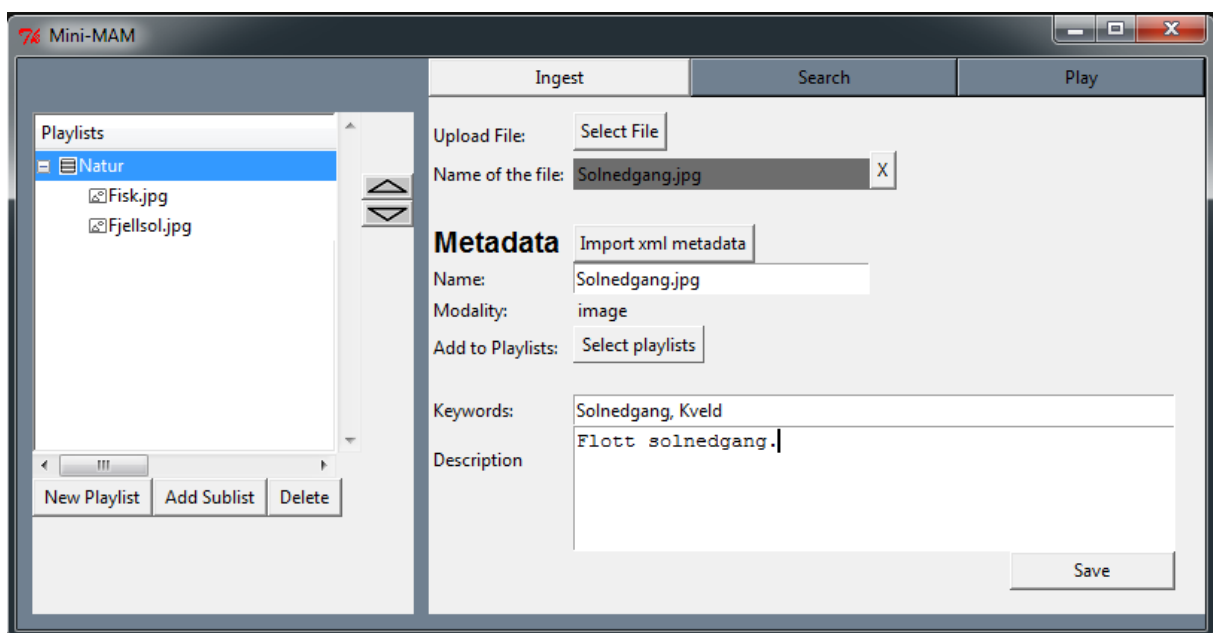 Mini-MAM
Ingest Search Play
Playlists
Natur
Fisk.jpg
Fjellsol.jpg
New Playlist Add Sublist Delete
Upload File: Select File
Name of the file: Solnedgang.jpg X
Metadata Import xml metadata
Name: Solnedgang.jpg
Modality: image
Add to Playlists: Select playlists
Keywords: Solnedgang, Kveld
Description Flott solnedgang.
Save